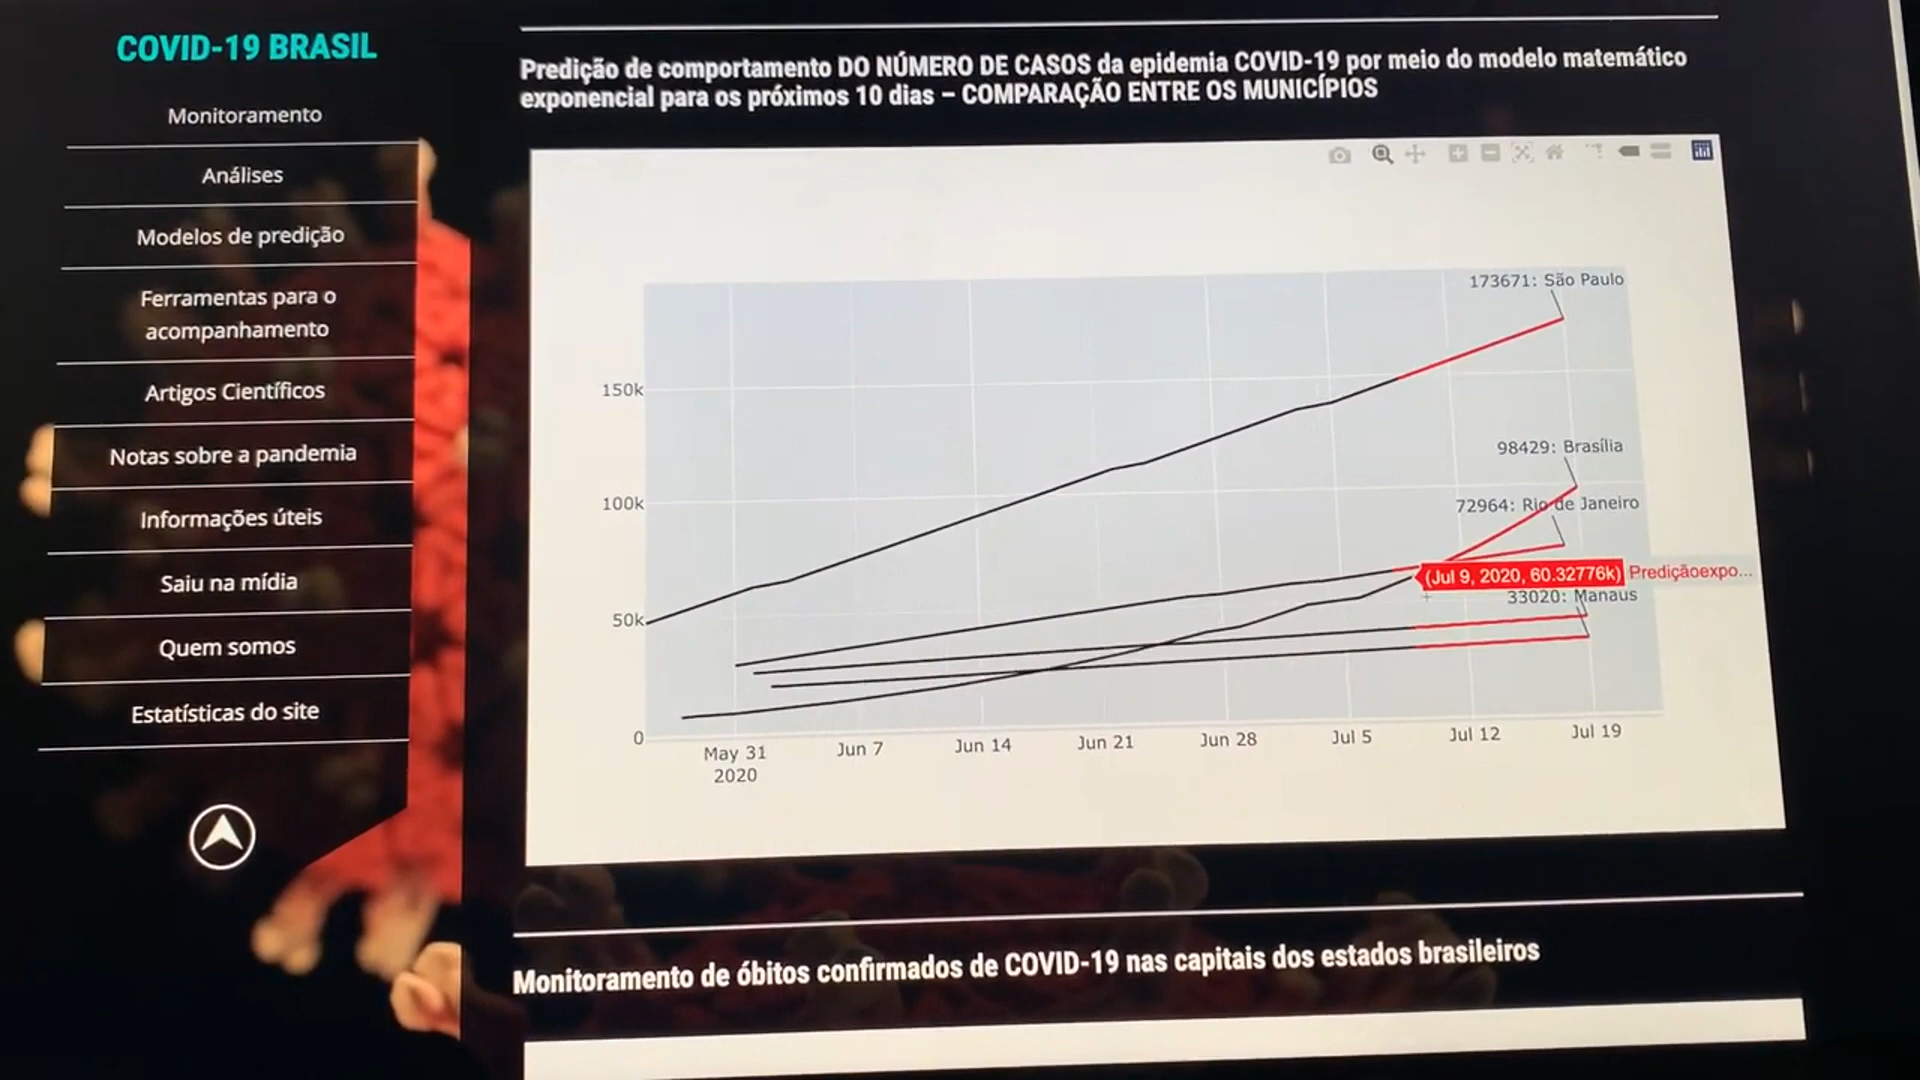 COVID-19 BRASIL
Monitoramento
Análises
Modelos de predição
Ferramentas para o
acompanhamento
Artigos Científicos
Notas sobre a pandemia
Informações úteis
Saiu na mídia
Quem somos
Estatísticas do site
Predição de comportamento DO NÚMERO DE CASOS da epidemia COVID-19 por meio do modelo matemático
exponencial para os próximos 10 dias – COMPARAÇÃO ENTRE OS MUNICÍPIOS
173671: São Paulo
150k
98429: Brasília
100k
72964: Rio de Janeiro
(Jul 9, 2020, 60.32776k) Prediçãoexpo...
33020: Manaus
50k
0
May 31
2020
Jun 7
Jun 14
Jun 21
Jun 28
Jul 5
Jul 12
Jul 19
Monitoramento de óbitos confirmados de COVID-19 nas capitais dos estados brasileiros